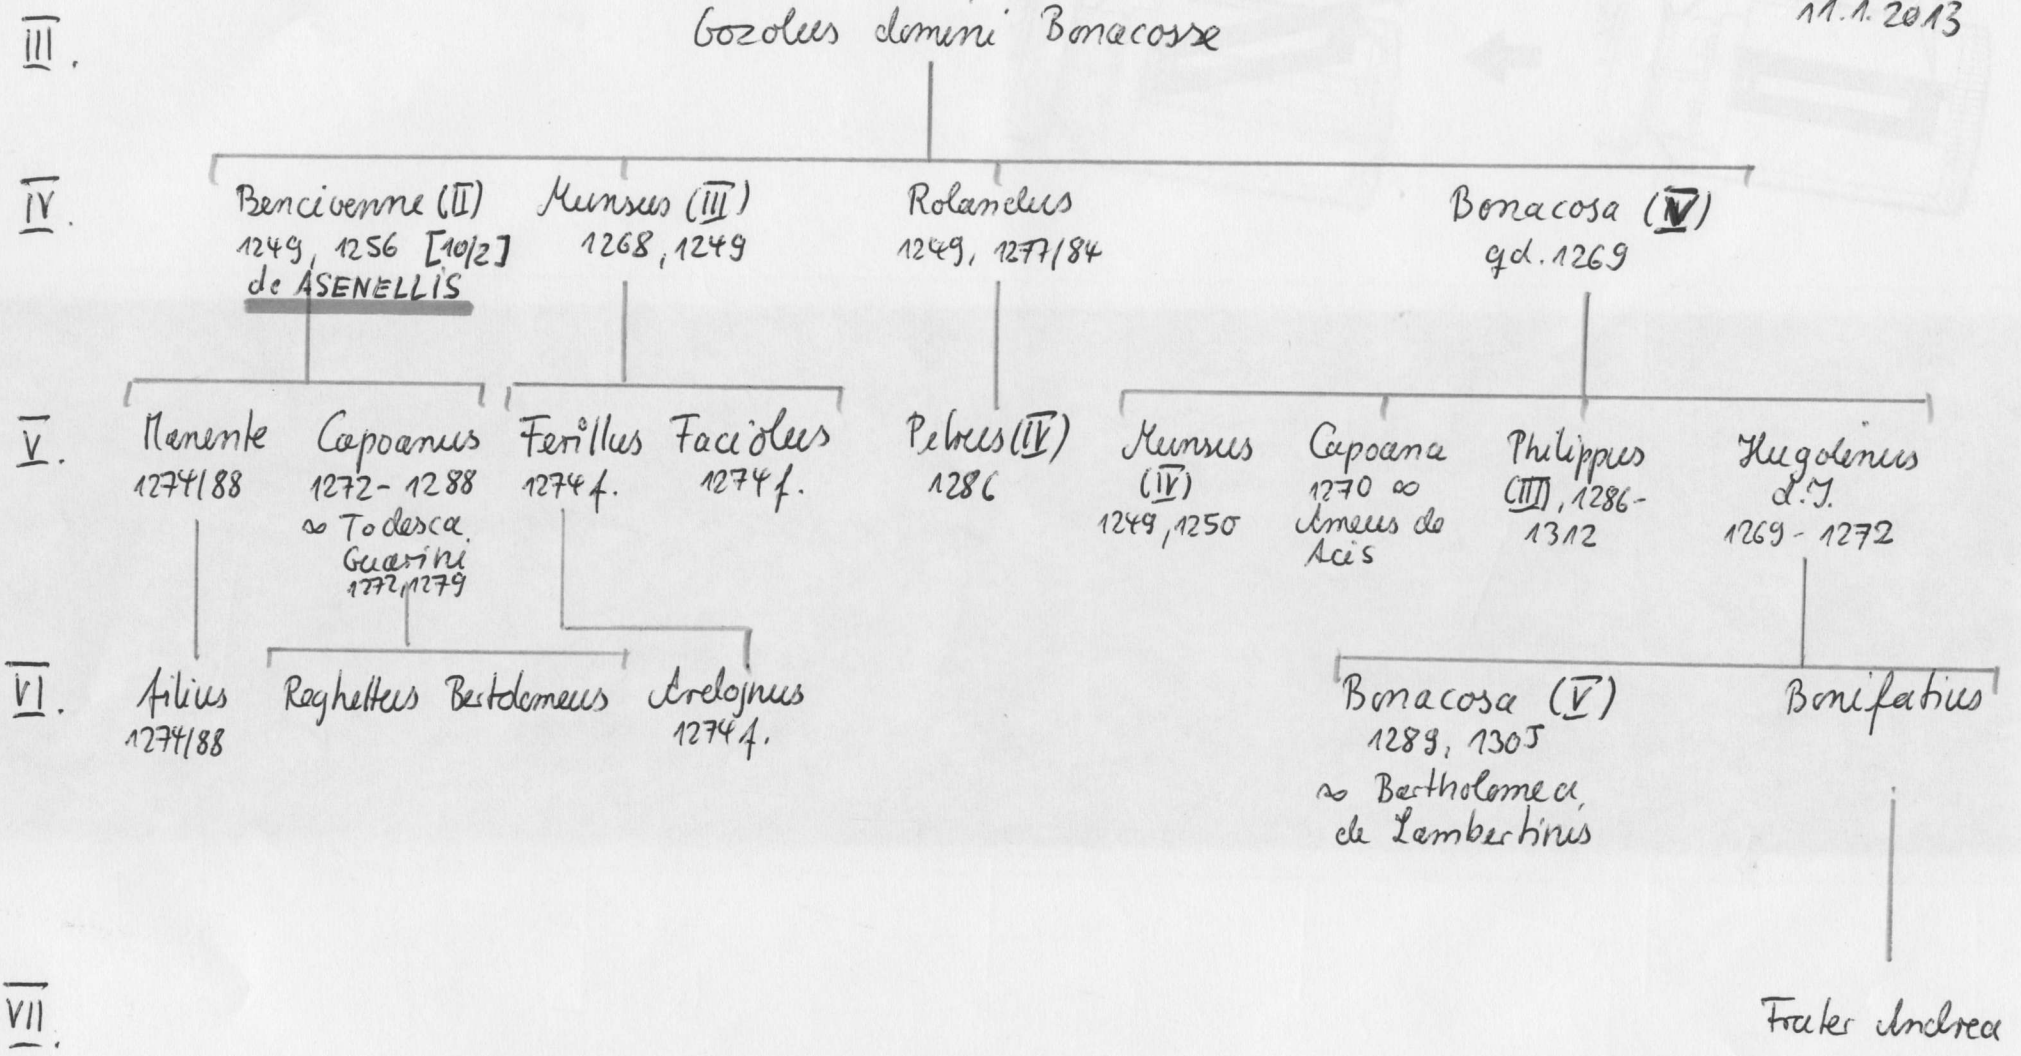 11.1.2013
III.
Gozolus domini Bonacosse
IV.
Bencivenne (II)
1249, 1256 [10/2]
de ASENELLIS
Munsus (III)
1268, 1249
Rolandus
1249, 1277/84
Bonacosa (IV)
qd. 1269
V.
Manente
1274/88
Capoanus
1272 - 1288
∞ Todesca
Guarini
1272, 1279
Ferillus
1274 f.
Faciolus
1274 f.
Petrus (IV)
1286
Munsus
(IV)
1249, 1250
Capoana
1270 ∞
Ameus de
Acis
Philippus
(III), 1286-
1312
Hugolinus
d.J.
1269 - 1272
VI.
filius
1274/88
Reghettus
Bertolomeus
Arelognus
1274 f.
Bonacosa (V)
1289, 1305
∞ Bartholomea
de Lambertinis
Bonifatius
VII.
Frater Andrea